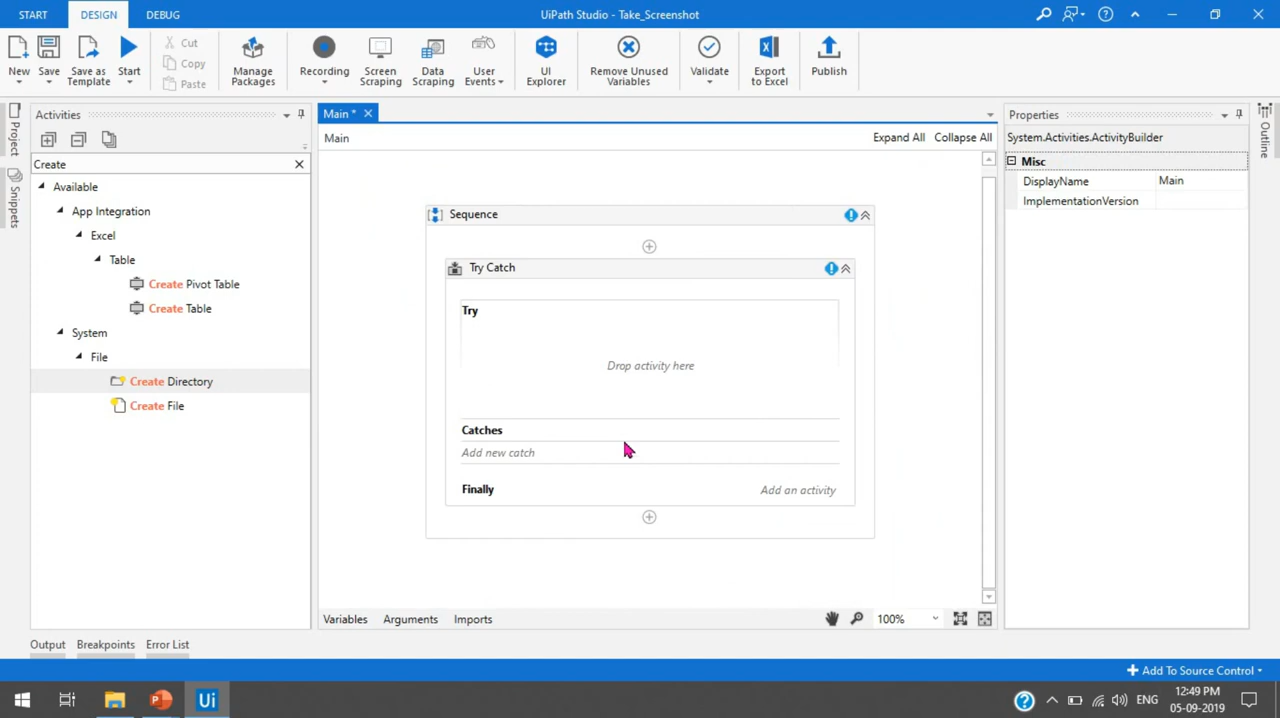 START
DESIGN
DEBUG
UiPath Studio - Take_Screenshot
New
Save
Save as Template
Start
Cut
Copy
Paste
Manage Packages
Recording
Screen Scraping
Data Scraping
User Events
UI Explorer
Remove Unused Variables
Validate
Export to Excel
Publish
Project
Snippets
Activities
Create
Available
App Integration
Excel
Table
Create Pivot Table
Create Table
System
File
Create Directory
Create File
Main *
Main
Expand All
Collapse All
Sequence
Try Catch
Try
Drop activity here
Catches
Add new catch
Finally
Add an activity
Variables
Arguments
Imports
100%
Properties
System.Activities.ActivityBuilder
Misc
DisplayName
Main
ImplementationVersion
Outline
Output
Breakpoints
Error List
Add To Source Control
Ui
ENG
12:49 PM
05-09-2019